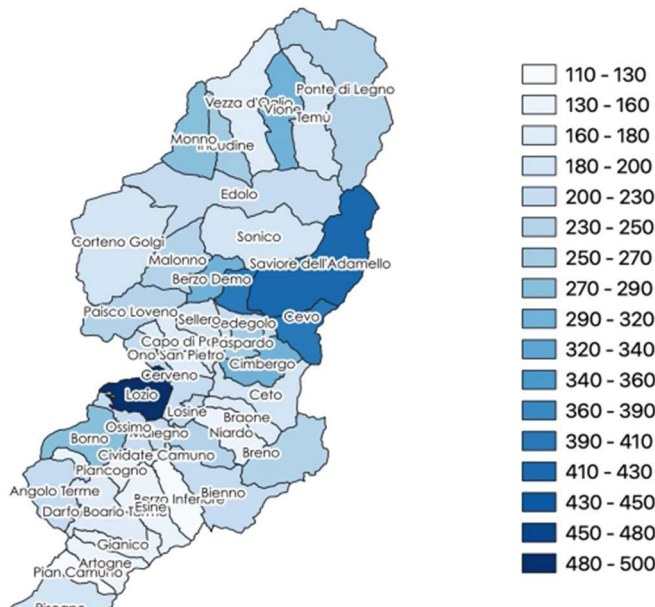 Ponte di Legno
Vezza d'Oglio
Vione
Temù
Monno
Incudine
Edolo
Corteno Golgi
Sonico
Malonno
Saviore dell'Adamello
Berzo Demo
Paisco Loveno
Sellero
Cedegolo
Cevo
Capo di Po
Paspardo
Ono San Pietro
Cimbergo
Cerveno
Lozio
Ceto
Losine
Braone
Ossimo
Malegno
Niardo
Borno
Cividate Camuno
Breno
Piancogno
Angolo Terme
Berzo Inferiore
Bienno
Esine
Darfo Boario Terme
Gianico
Artogne
Pian Camuno
110 - 130
130 - 160
160 - 180
180 - 200
200 - 230
230 - 250
250 - 270
270 - 290
290 - 320
320 - 340
340 - 360
360 - 390
390 - 410
410 - 430
430 - 450
450 - 480
480 - 500